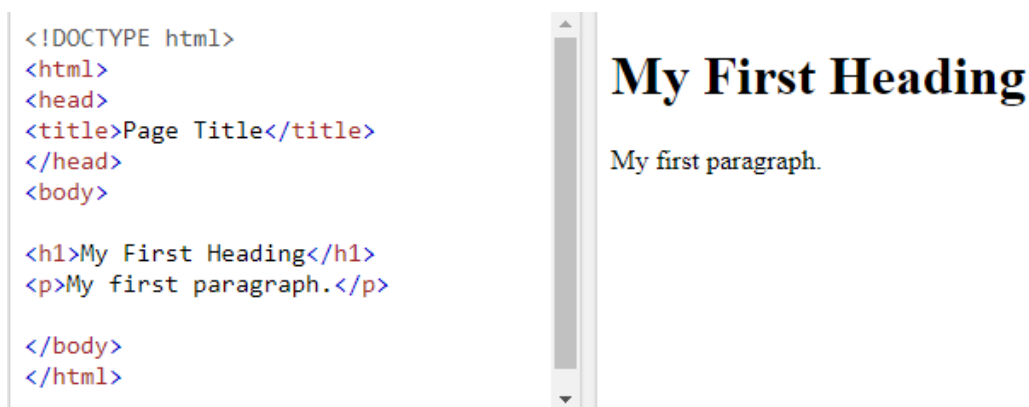 <!DOCTYPE html>
<html>
<head>
<title>Page Title</title>
</head>
<body>
<h1>My First Heading</h1>
<p>My first paragraph.</p>
</body>
</html>
My First Heading
My first paragraph.